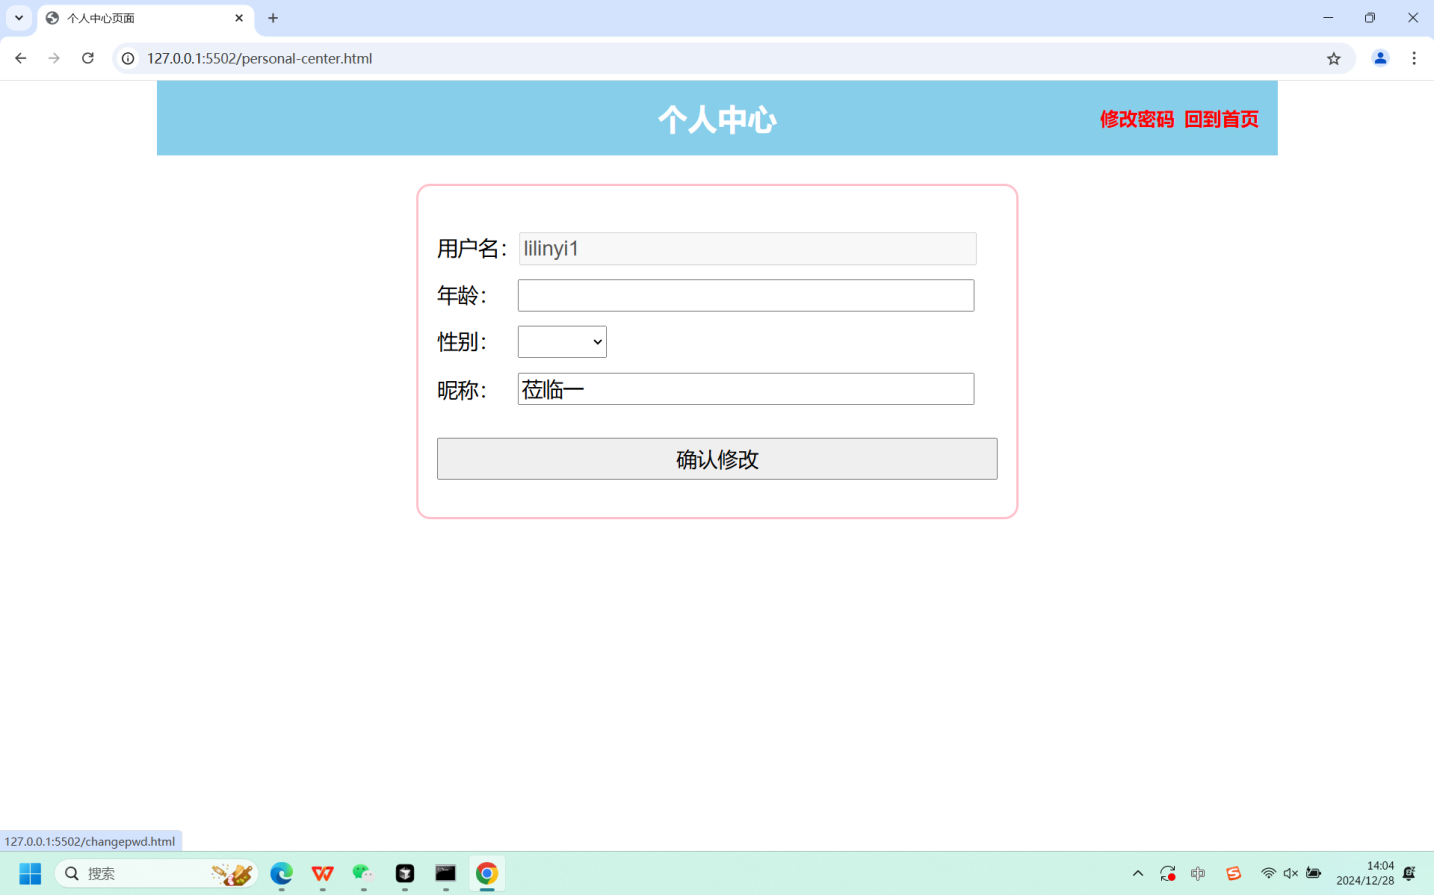 个人中心页面
127.0.0.1:5502/personal-center.html
个人中心
修改密码 回到首页
用户名： lilinyi1
年龄：
性别：
昵称： 莅临一
确认修改
127.0.0.1:5502/changepwd.html
搜索
中
14:04
2024/12/28